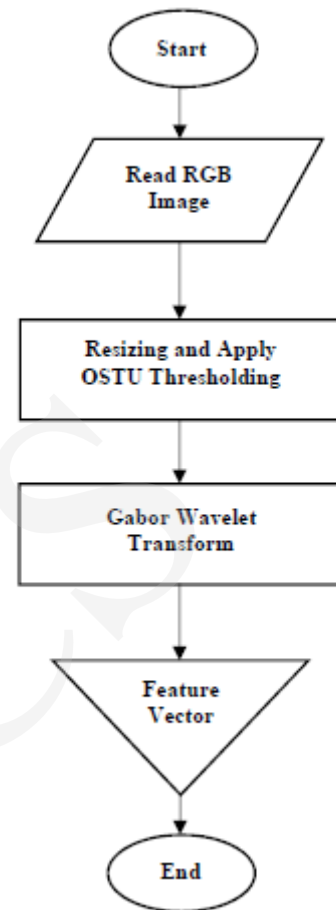 Start
Read RGB
Image
Resizing and Apply
OSTU Thresholding
Gabor Wavelet
Transform
Feature
Vector
End